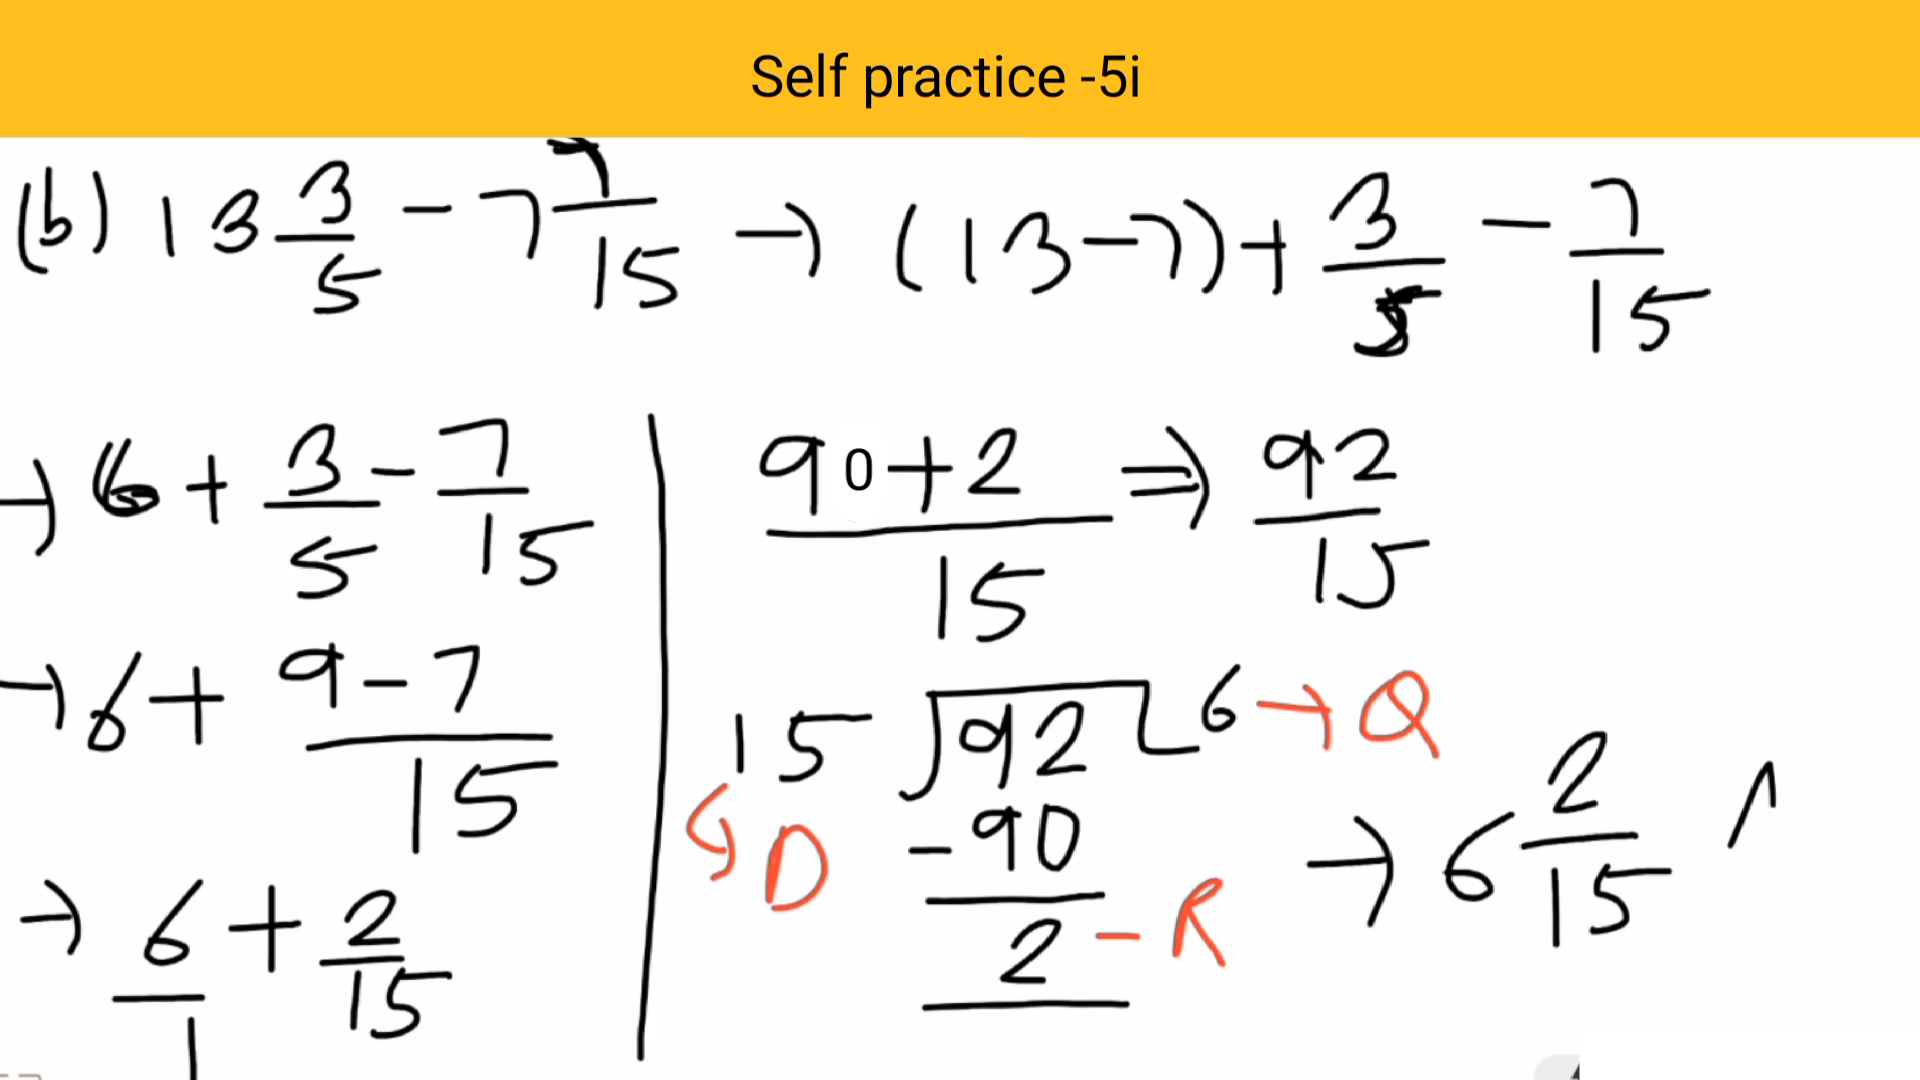 Self practice -5i
(b) 13 3/5 - 7 7/15 → (13-7) + 3/5 - 7/15
→ 6 + 3/5 - 7/15
→ 6 + 9-7/15
→ 6/1 + 2/15
90+2/15 ⇒ 92/15
15 √92 6 → Q
↳ D
-90
2 - R
→ 6 2/15